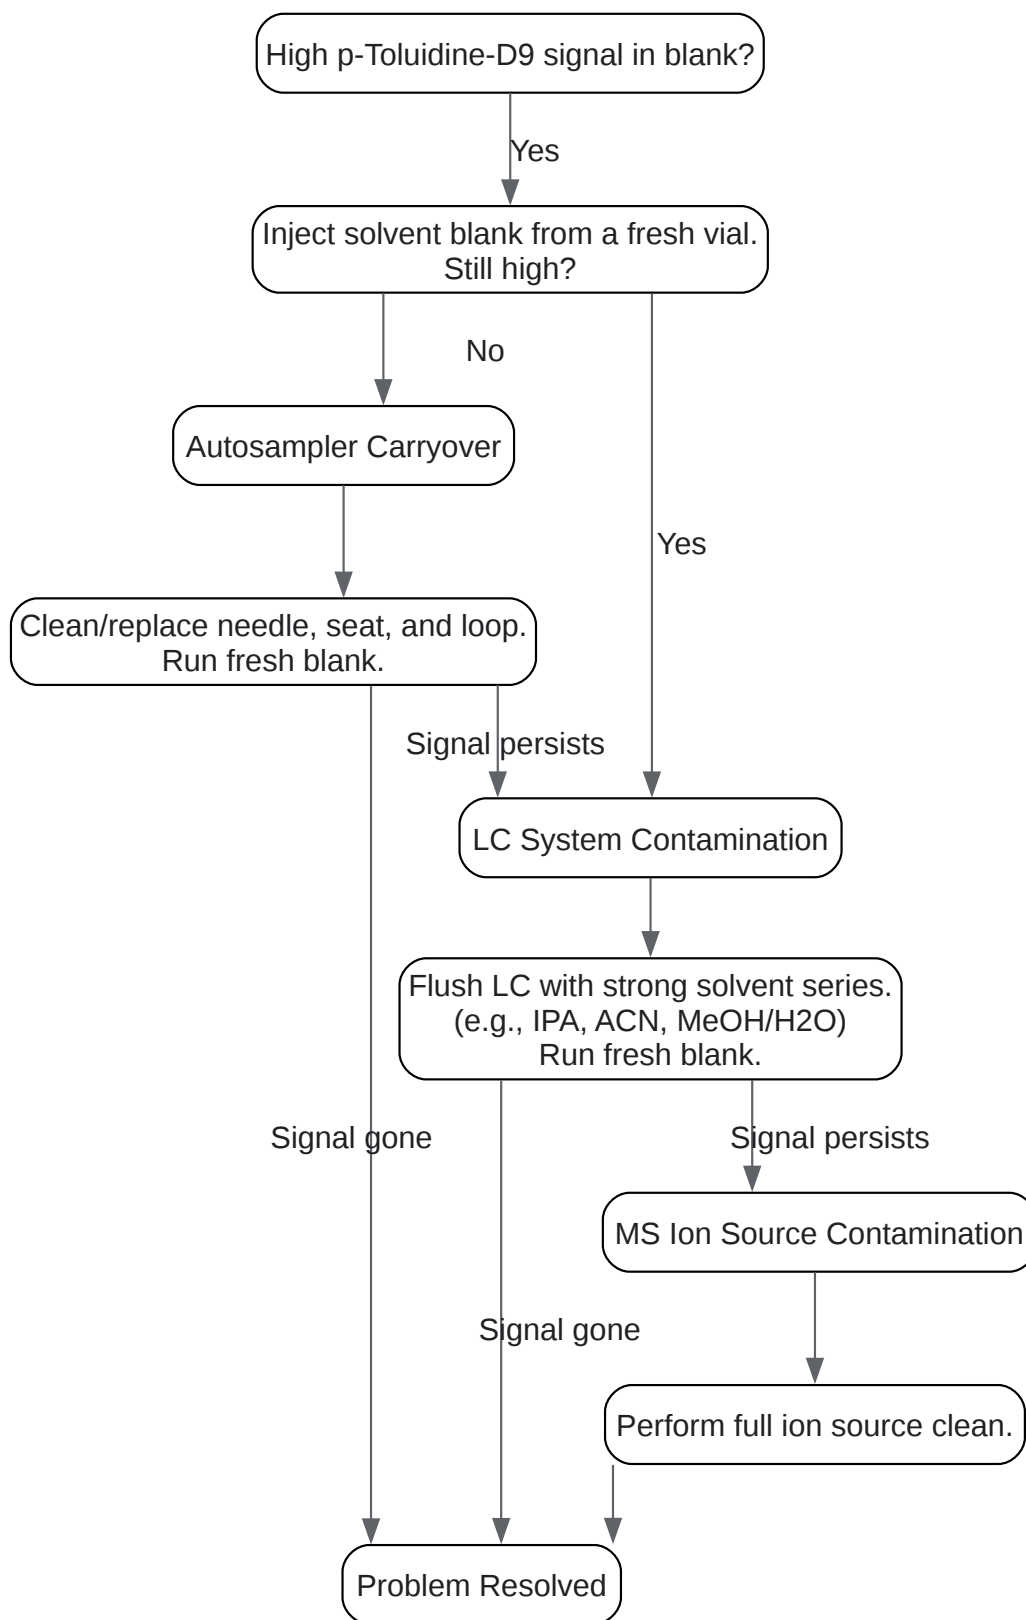 High p-Toluidine-D9 signal in blank?
Yes
Inject solvent blank from a fresh vial.
Still high?
No
Autosampler Carryover
Yes
Clean/replace needle, seat, and loop.
Run fresh blank.
Signal persists
LC System Contamination
Flush LC with strong solvent series.
(e.g., IPA, ACN, MeOH/H2O)
Run fresh blank.
Signal gone
Signal persists
MS Ion Source Contamination
Signal gone
Perform full ion source clean.
Problem Resolved